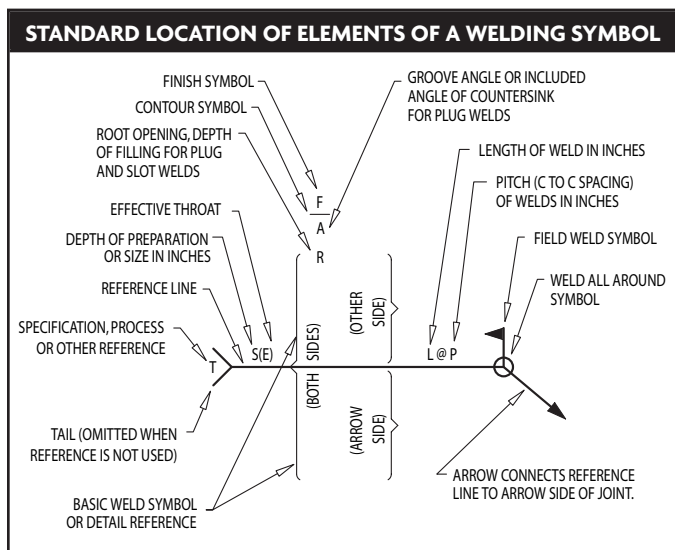 STANDARD LOCATION OF ELEMENTS OF A WELDING SYMBOL
FINISH SYMBOL
CONTOUR SYMBOL
ROOT OPENING, DEPTH
OF FILLING FOR PLUG
AND SLOT WELDS
EFFECTIVE THROAT
DEPTH OF PREPARATION
OR SIZE IN INCHES
REFERENCE LINE
SPECIFICATION, PROCESS
OR OTHER REFERENCE
TAIL (OMITTED WHEN
REFERENCE IS NOT USED)
BASIC WELD SYMBOL
OR DETAIL REFERENCE
GROOVE ANGLE OR INCLUDED
ANGLE OF COUNTERSINK
FOR PLUG WELDS
LENGTH OF WELD IN INCHES
PITCH (C TO C SPACING)
OF WELDS IN INCHES
FIELD WELD SYMBOL
WELD ALL AROUND
SYMBOL
ARROW CONNECTS REFERENCE
LINE TO ARROW SIDE OF JOINT.
F
A
R
T
S(E)
(BOTH SIDES)
(OTHER
SIDE)
(ARROW
SIDE)
L @ P